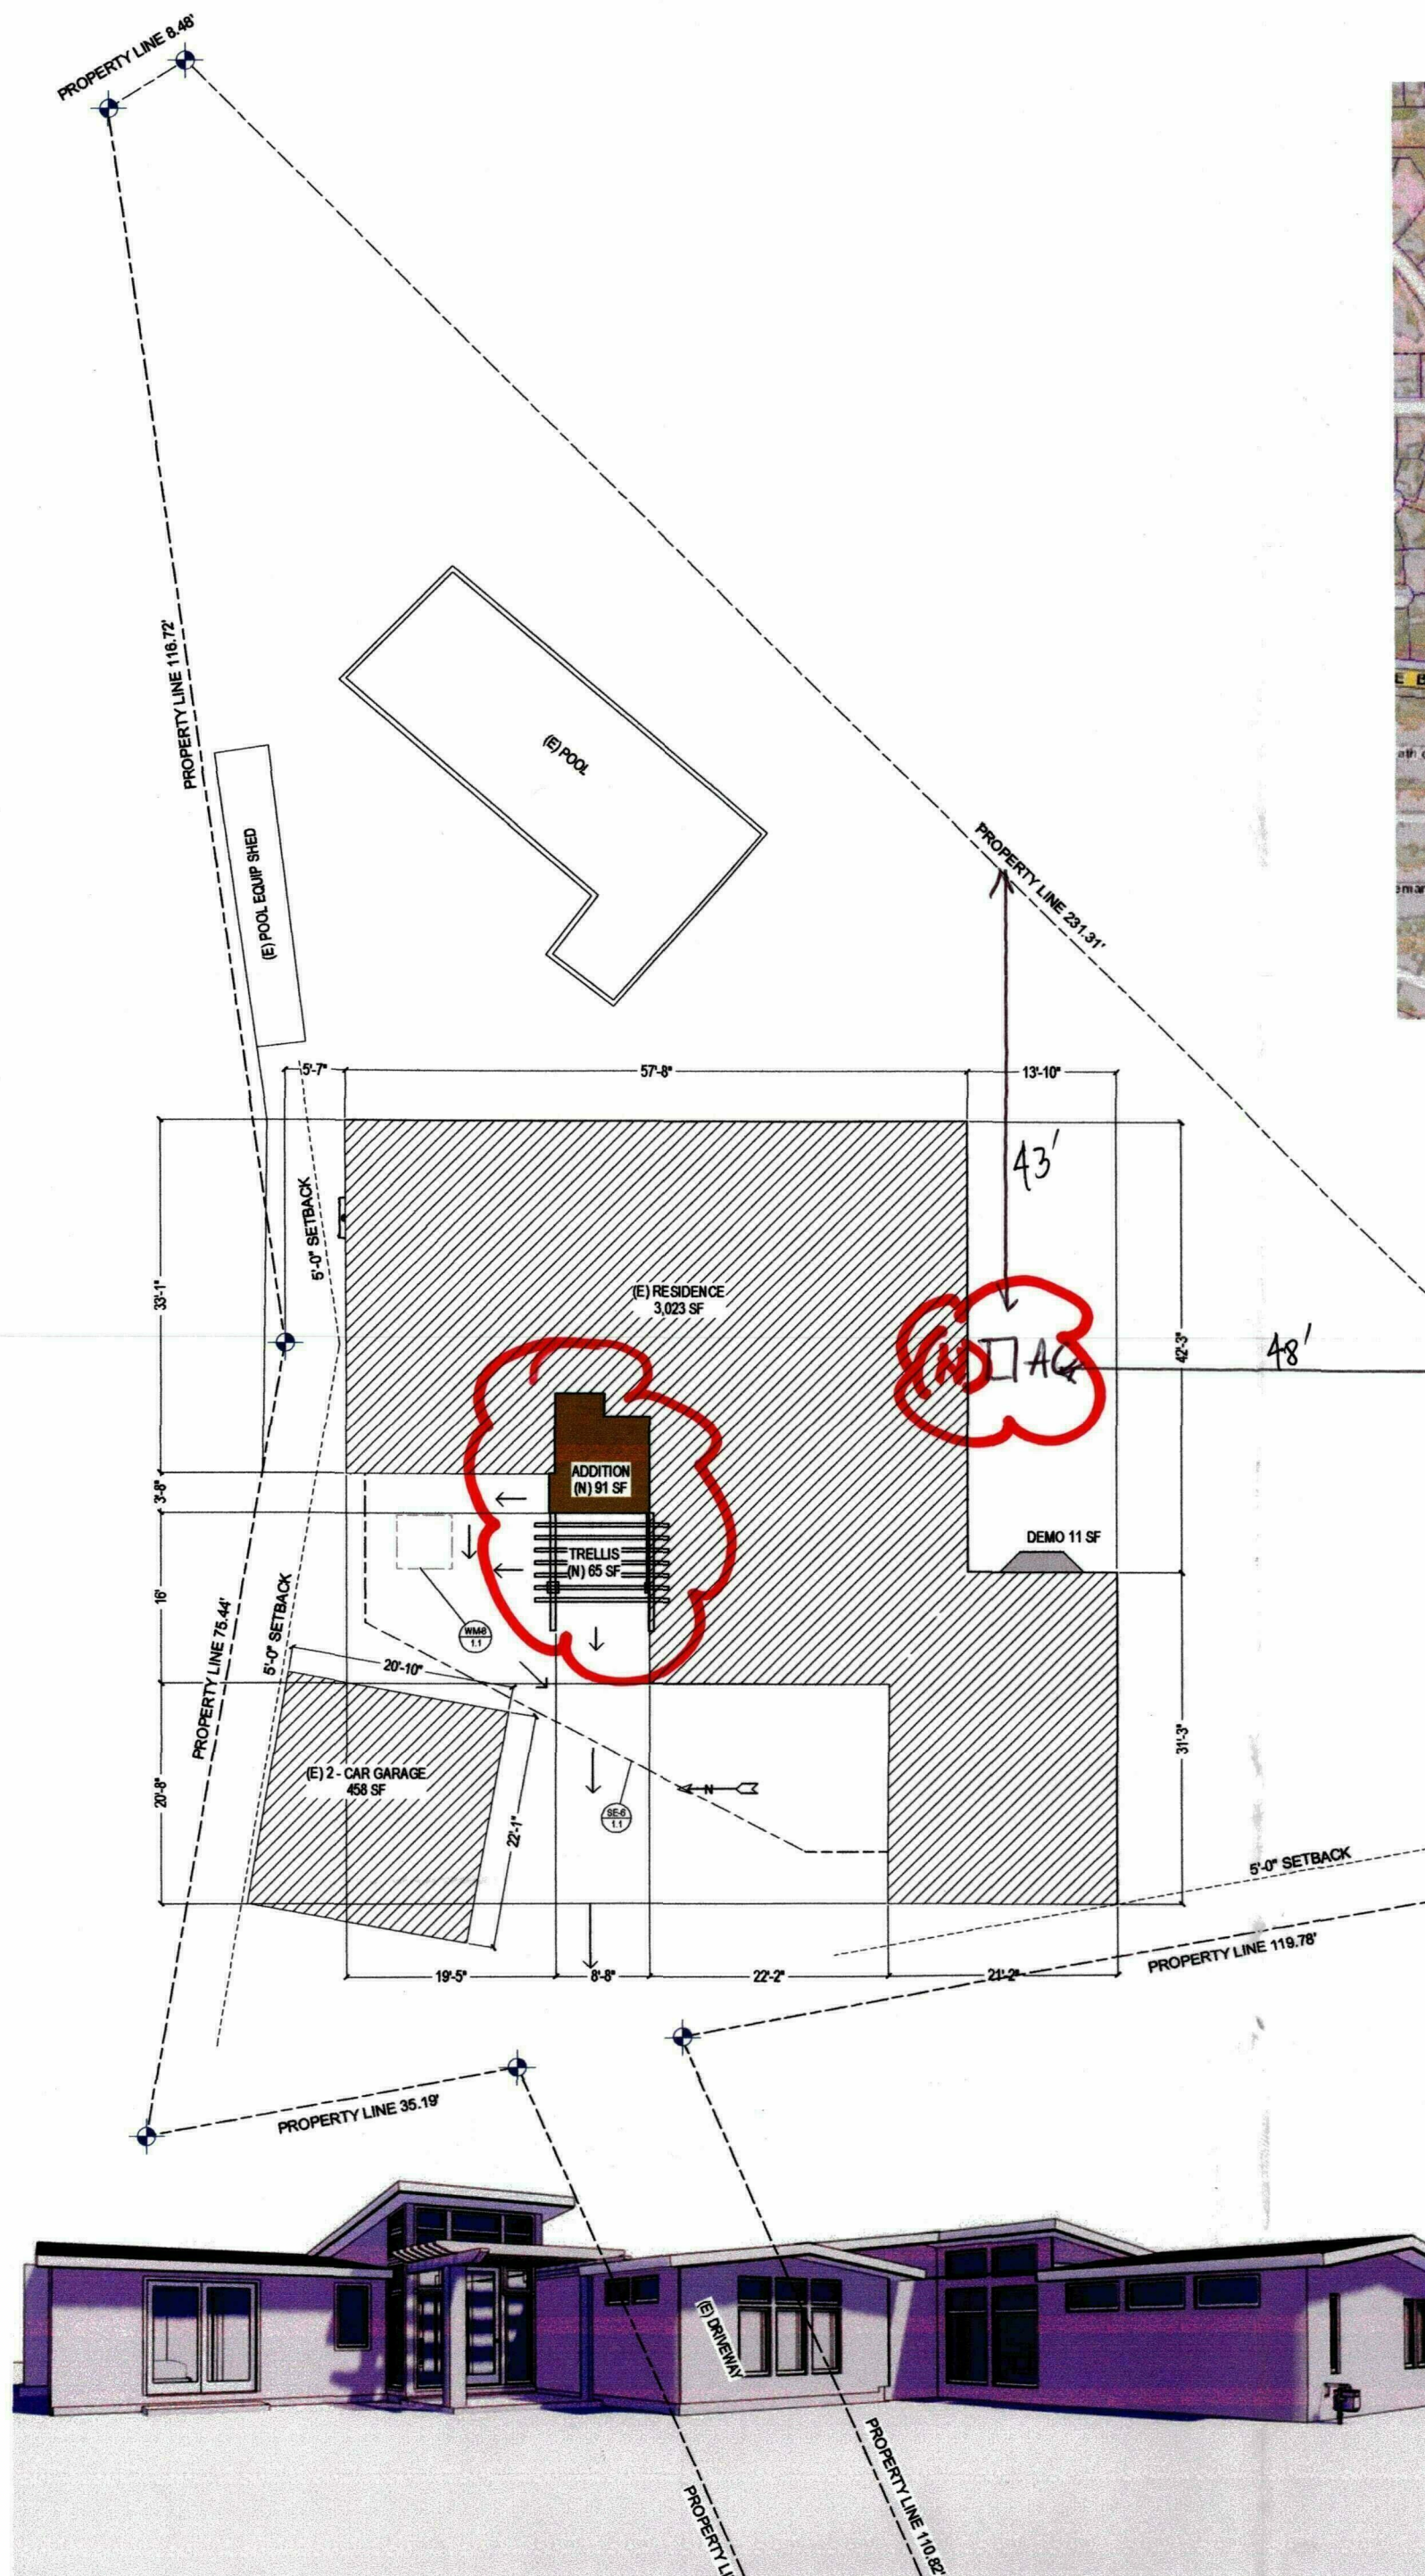 PROPERTY LINE 8.48'
PROPERTY LINE 116.72'
(E) POOL
(E) POOL EQUIP SHED
PROPERTY LINE 231.31'
5'-7"
57'-8"
13'-10"
43'
5'-0" SETBACK
33'-1"
(E) RESIDENCE
3,023 SF
(N) AC
48'
42'-3"
ADDITION
(N) 91 SF
3'-8"
DEMO 11 SF
TRELLIS
(N) 65 SF
16'
WM-8
1.1
5'-0" SETBACK
PROPERTY LINE 75.44'
20'-10"
(E) 2 - CAR GARAGE
458 SF
20'-8"
22'-1"
N
SE-6
1.1
31'-3"
5'-0" SETBACK
PROPERTY LINE 119.78'
19'-5"
8'-8"
22'-2"
21'-2"
PROPERTY LINE 35.19'
(E) DRIVEWAY
PROPERTY LINE 110.82'
PROPERTY LI